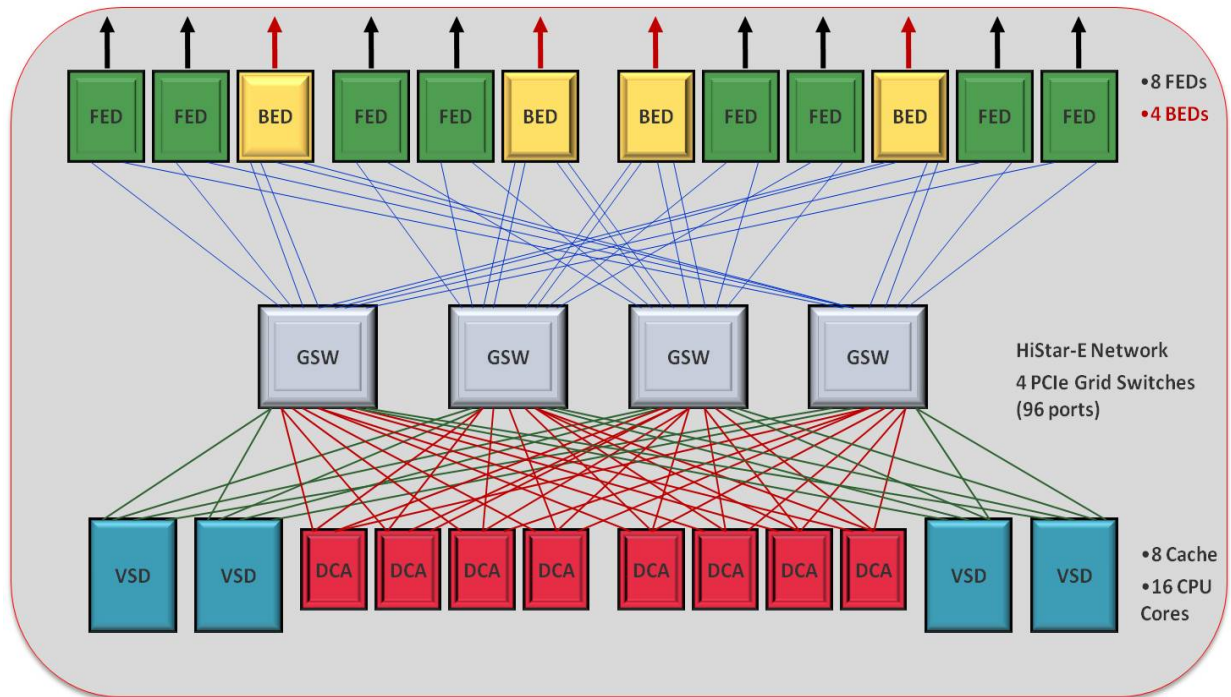 FED FED BED FED FED BED BED FED FED BED FED FED
•8 FEDs
•4 BEDs
GSW GSW GSW GSW
HiStar-E Network
4 PCIe Grid Switches
(96 ports)
VSD VSD DCA DCA DCA DCA DCA DCA DCA DCA VSD VSD
•8 Cache
•16 CPU
Cores